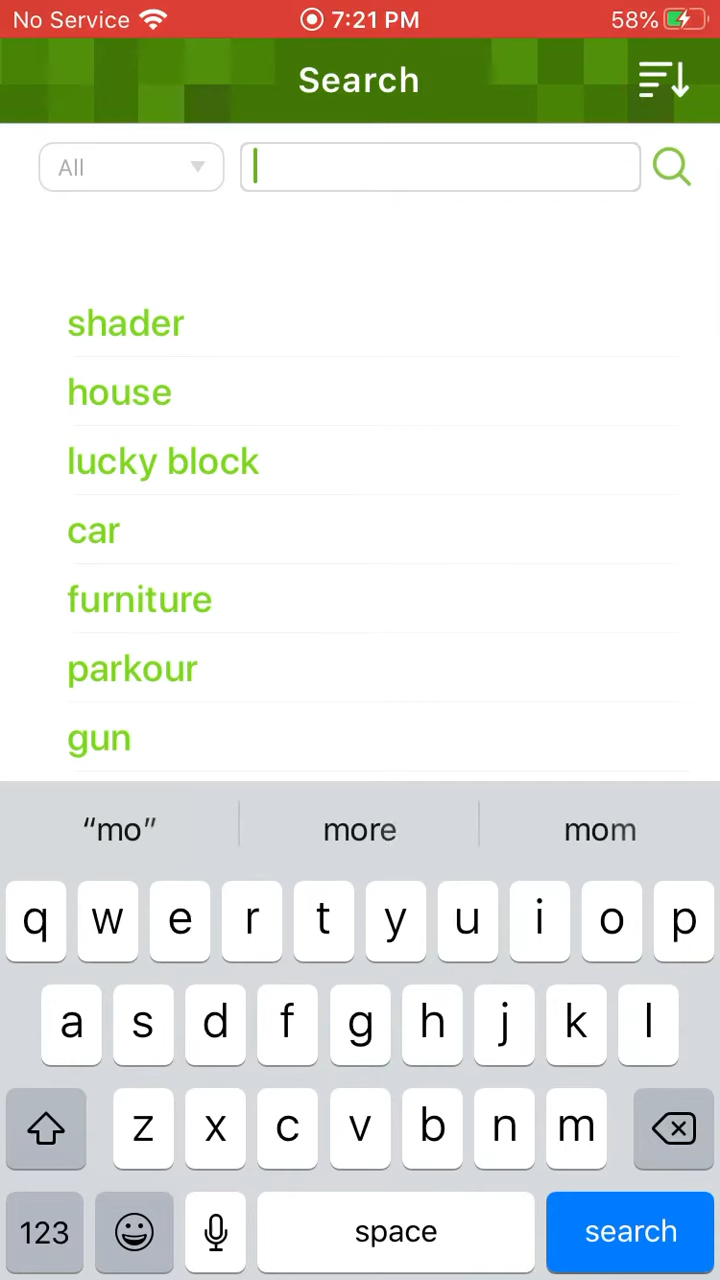 No Service 7:21 PM 58%
Search
All
shader
house
lucky block
car
furniture
parkour
gun
“mo” more mom
q w e r t y u i o p
a s d f g h j k l
z x c v b n m
123 space search